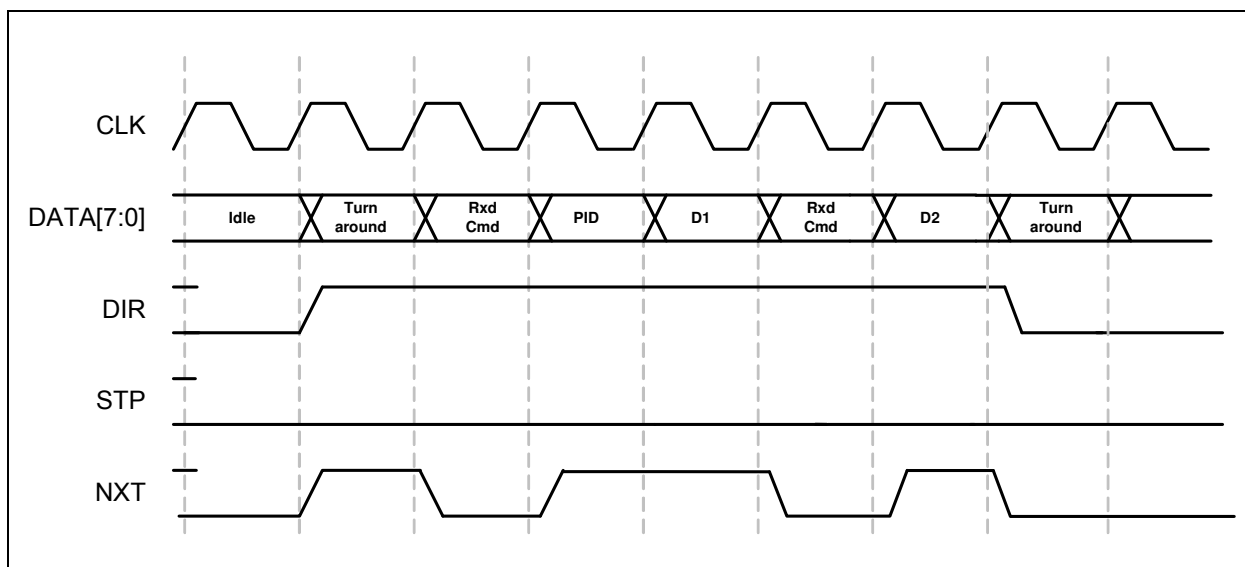 CLK
DATA[7:0]
Idle
Turn
around
Rxd
Cmd
PID
D1
Rxd
Cmd
D2
Turn
around
DIR
STP
NXT